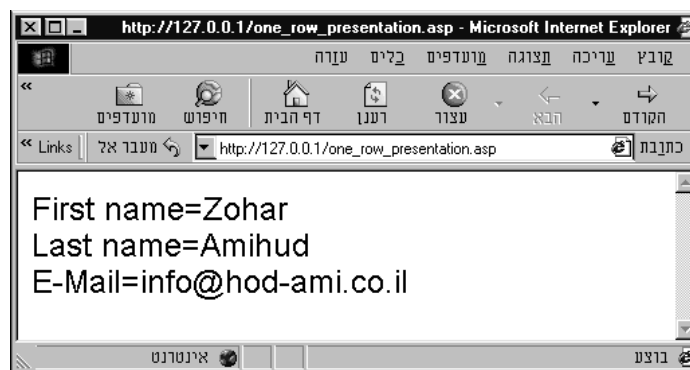 http://127.0.0.1/one_row_presentation.asp - Microsoft Internet Explorer
קובץ עריכה תצוגה מועדפים כלים עזרה
» הקודם הבא עצור רענן דף הבית חיפוש מועדפים
כתובת http://127.0.0.1/one_row_presentation.asp מעבר אל Links »
First name=Zohar
Last name=Amihud
E-Mail=info@hod-ami.co.il
בוצע אינטרנט